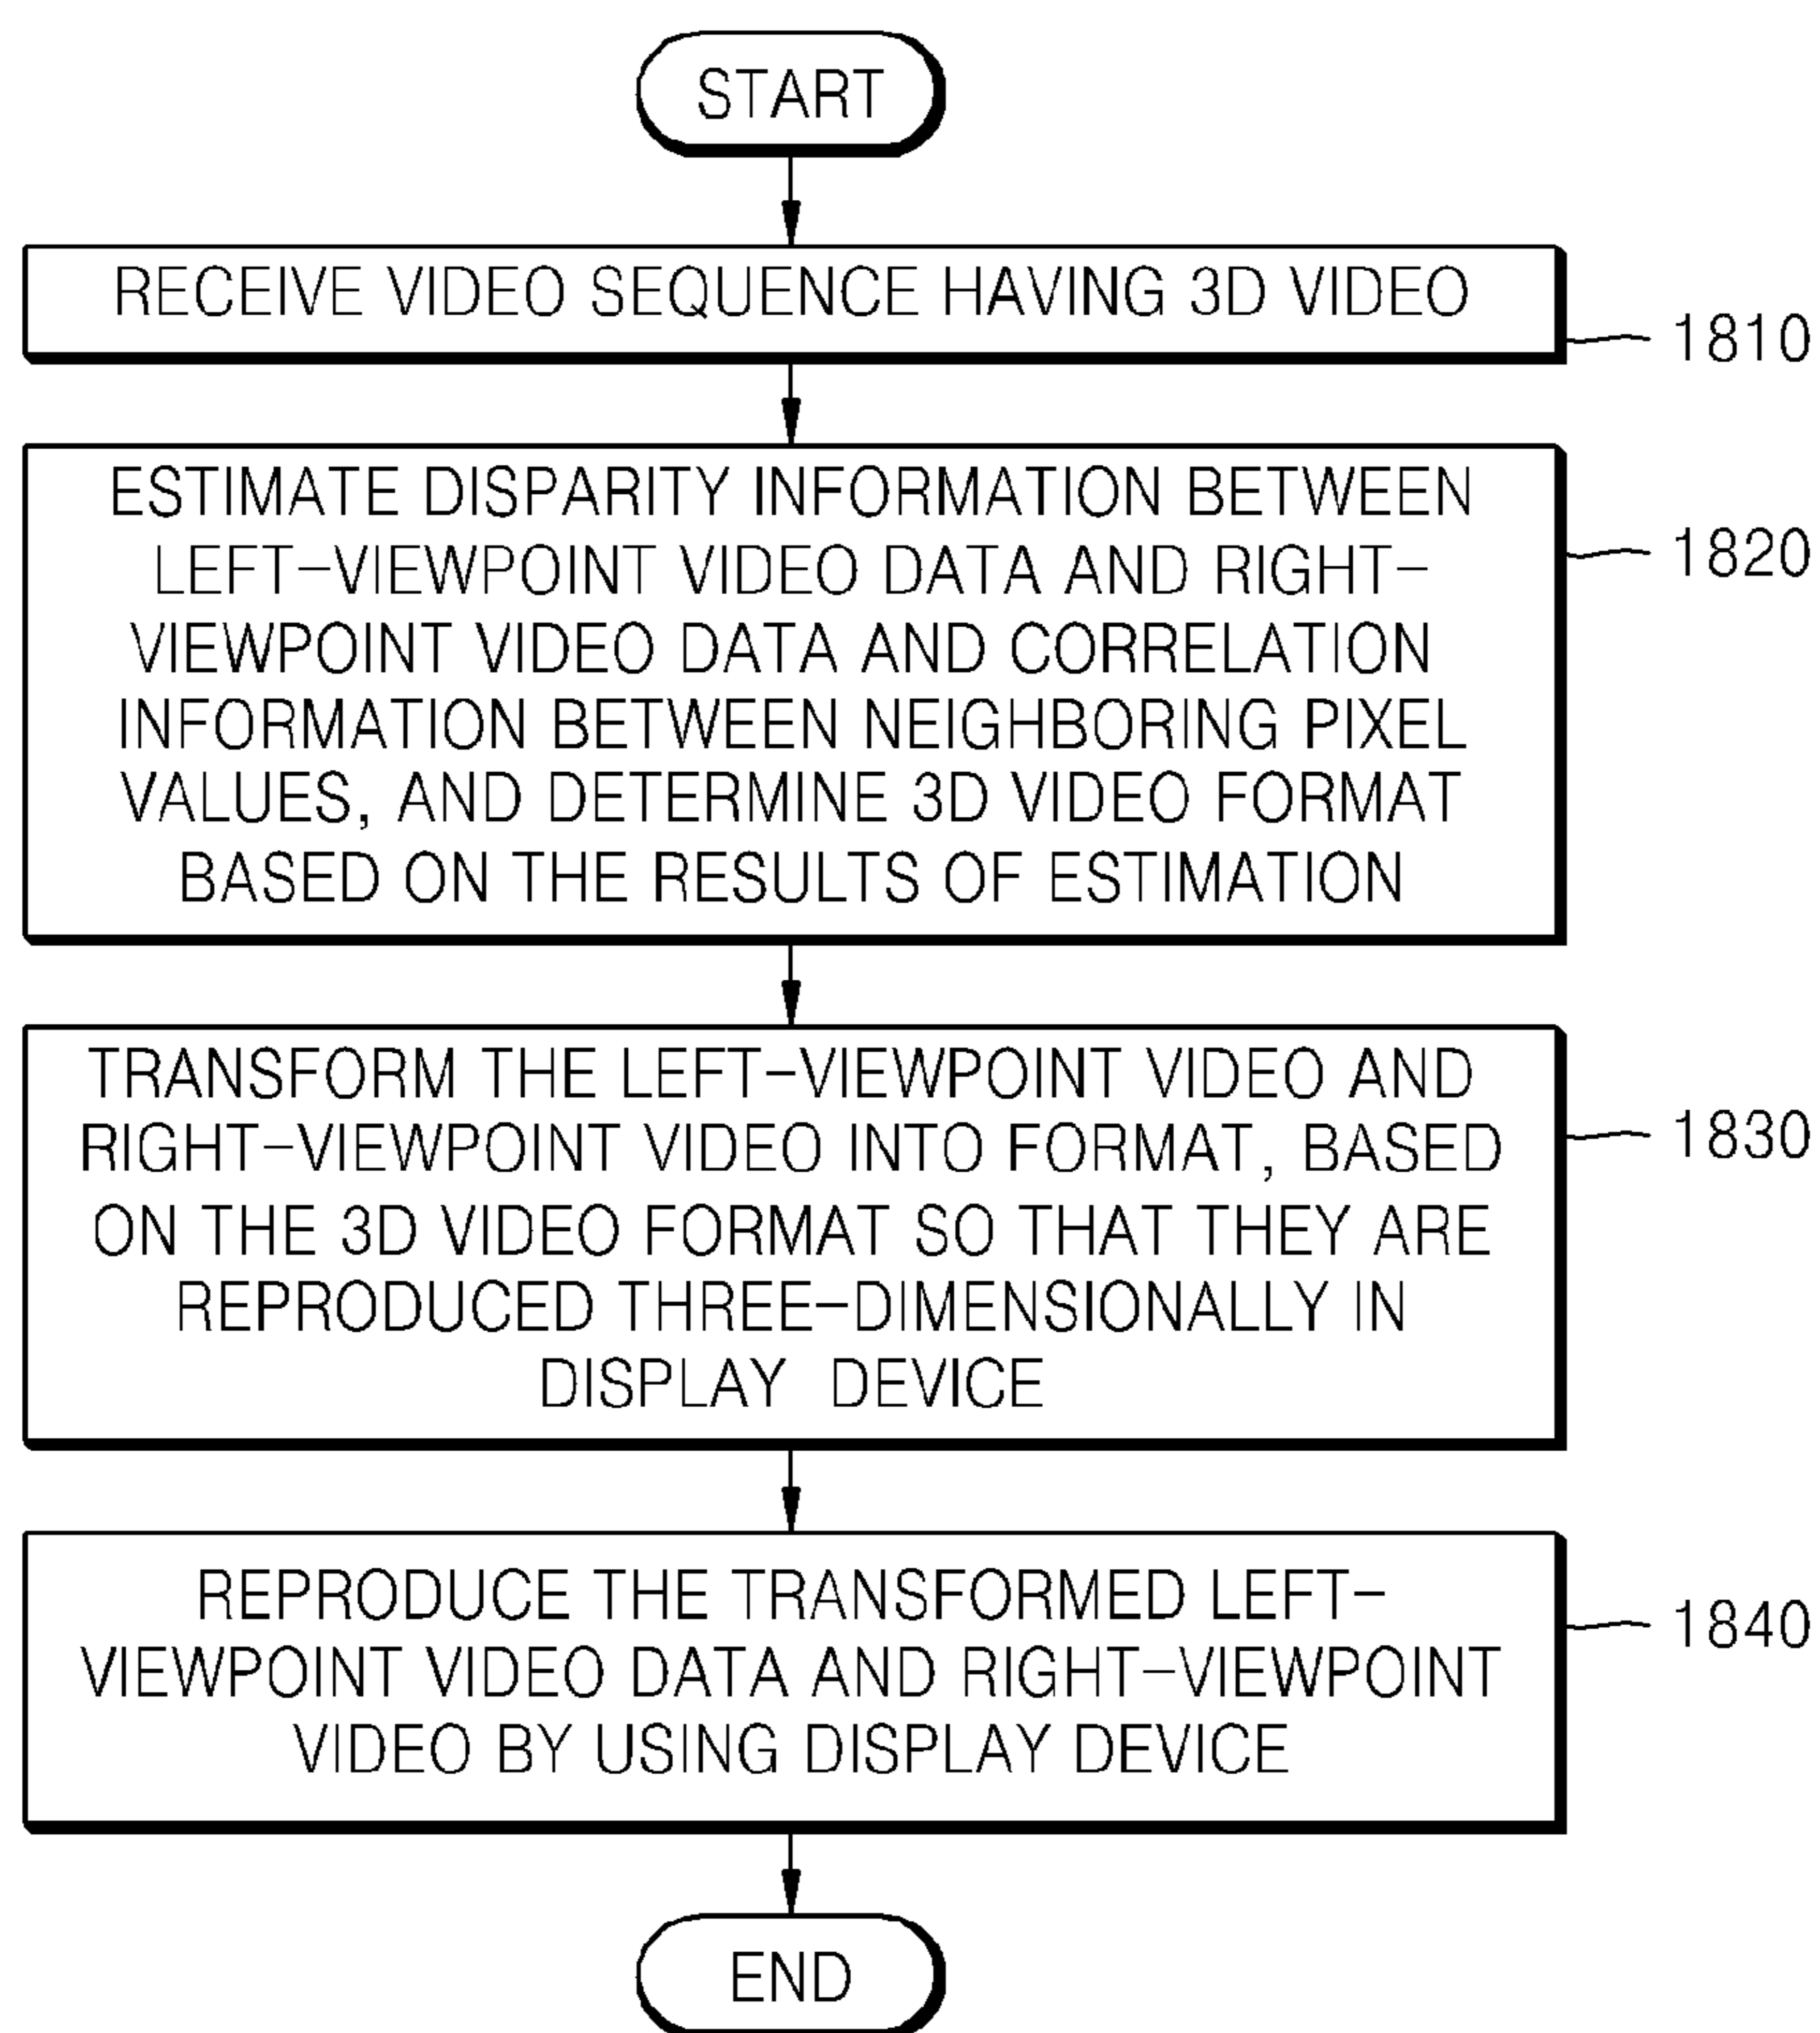 START
RECEIVE VIDEO SEQUENCE HAVING 3D VIDEO
1810
ESTIMATE DISPARITY INFORMATION BETWEEN
LEFT-VIEWPOINT VIDEO DATA AND RIGHT-
VIEWPOINT VIDEO DATA AND CORRELATION
INFORMATION BETWEEN NEIGHBORING PIXEL
VALUES, AND DETERMINE 3D VIDEO FORMAT
BASED ON THE RESULTS OF ESTIMATION
1820
TRANSFORM THE LEFT-VIEWPOINT VIDEO AND
RIGHT-VIEWPOINT VIDEO INTO FORMAT, BASED
ON THE 3D VIDEO FORMAT SO THAT THEY ARE
REPRODUCED THREE-DIMENSIONALLY IN
DISPLAY DEVICE
1830
REPRODUCE THE TRANSFORMED LEFT-
VIEWPOINT VIDEO DATA AND RIGHT-VIEWPOINT
VIDEO BY USING DISPLAY DEVICE
1840
END